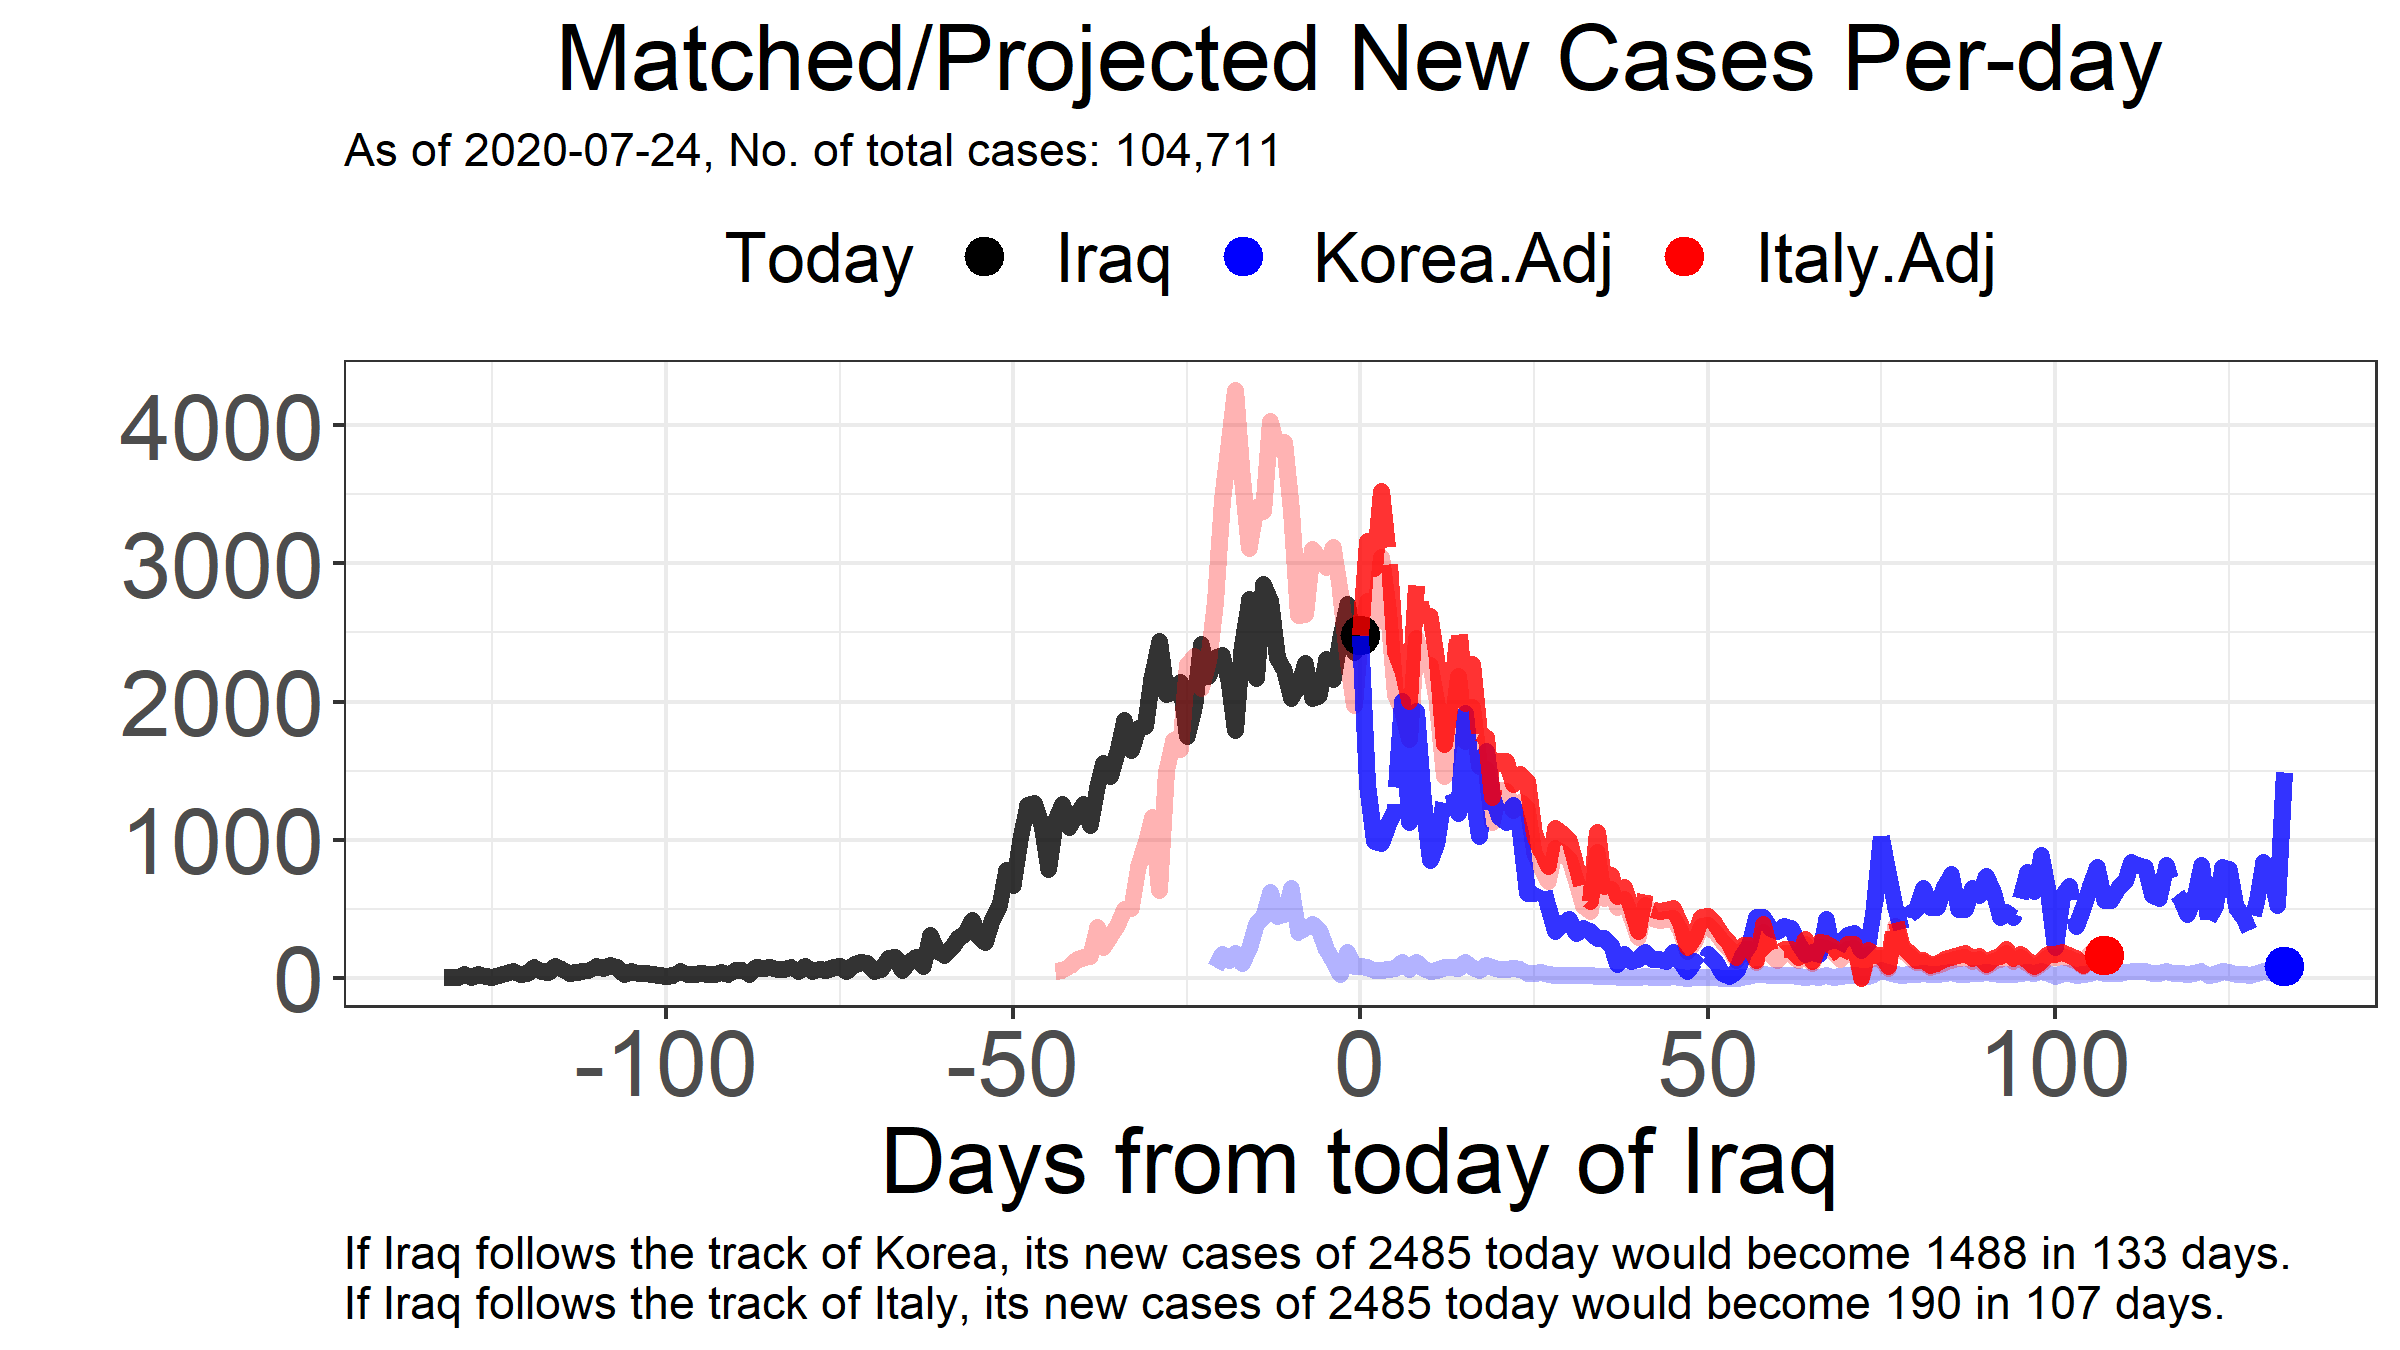 Matched/Projected New Cases Per-day
As of 2020-07-24, No. of total cases: 104,711
Today Iraq Korea.Adj Italy.Adj
4000
3000
2000
1000
0
-100 -50 0 50 100
Days from today of Iraq
If Iraq follows the track of Korea, its new cases of 2485 today would become 1488 in 133 days.
If Iraq follows the track of Italy, its new cases of 2485 today would become 190 in 107 days.